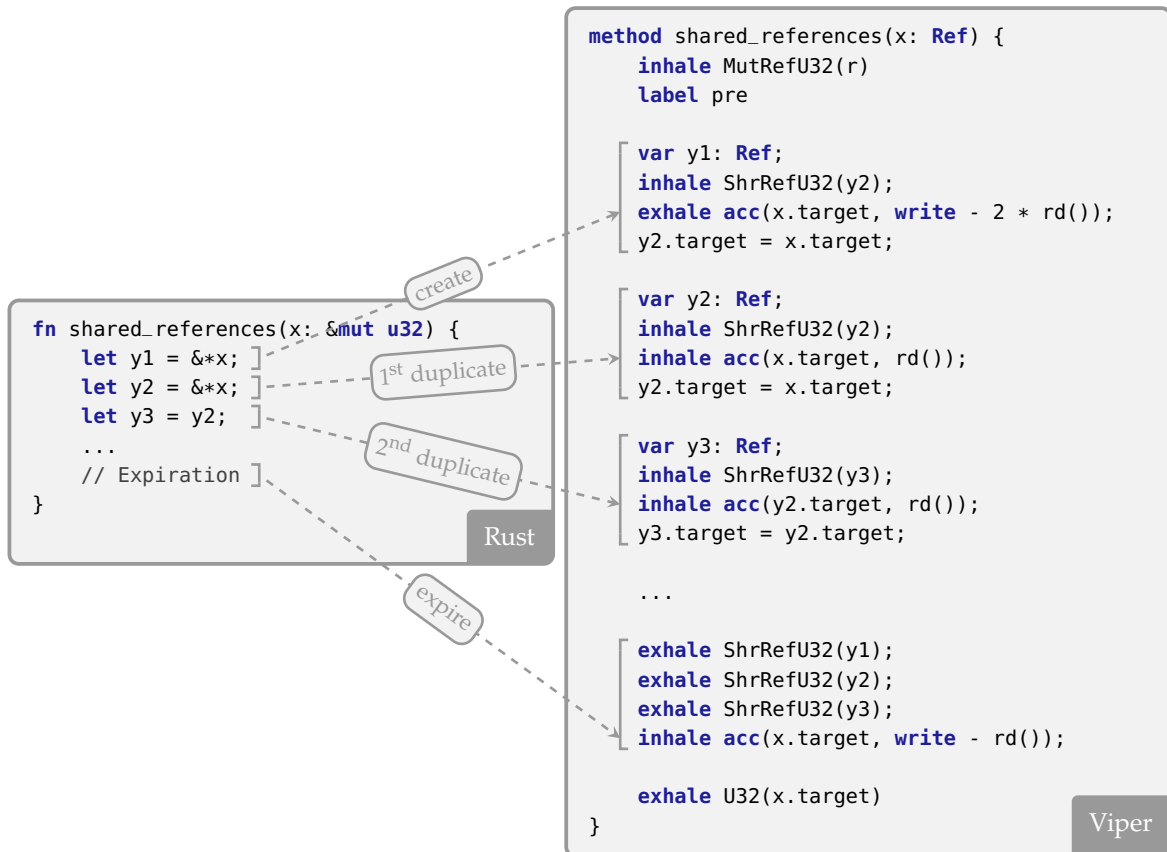 fn shared_references(x: &mut u32) {
let y1 = &*x;
let y2 = &*x;
let y3 = y2;
...
// Expiration
}
Rust
create
1st duplicate
2nd duplicate
expire
method shared_references(x: Ref) {
inhale MutRefU32(r)
label pre
var y1: Ref;
inhale ShrRefU32(y2);
exhale acc(x.target, write - 2 * rd());
y2.target = x.target;
var y2: Ref;
inhale ShrRefU32(y2);
inhale acc(x.target, rd());
y2.target = x.target;
var y3: Ref;
inhale ShrRefU32(y3);
inhale acc(y2.target, rd());
y3.target = y2.target;
...
exhale ShrRefU32(y1);
exhale ShrRefU32(y2);
exhale ShrRefU32(y3);
inhale acc(x.target, write - rd());
exhale U32(x.target)
}
Viper